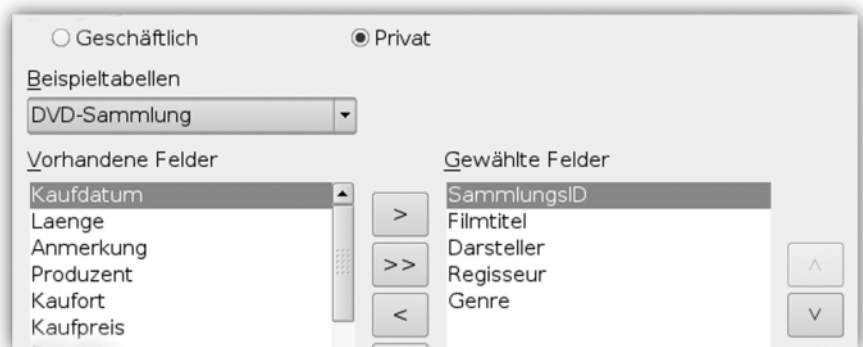 Geschäftlich Privat
Beispieltabellen
DVD-Sammlung
Vorhandene Felder
Kaufdatum
Laenge
Anmerkung
Produzent
Kaufort
Kaufpreis
>
>>
<
Gewählte Felder
SammlungsID
Filmtitel
Darsteller
Regisseur
Genre